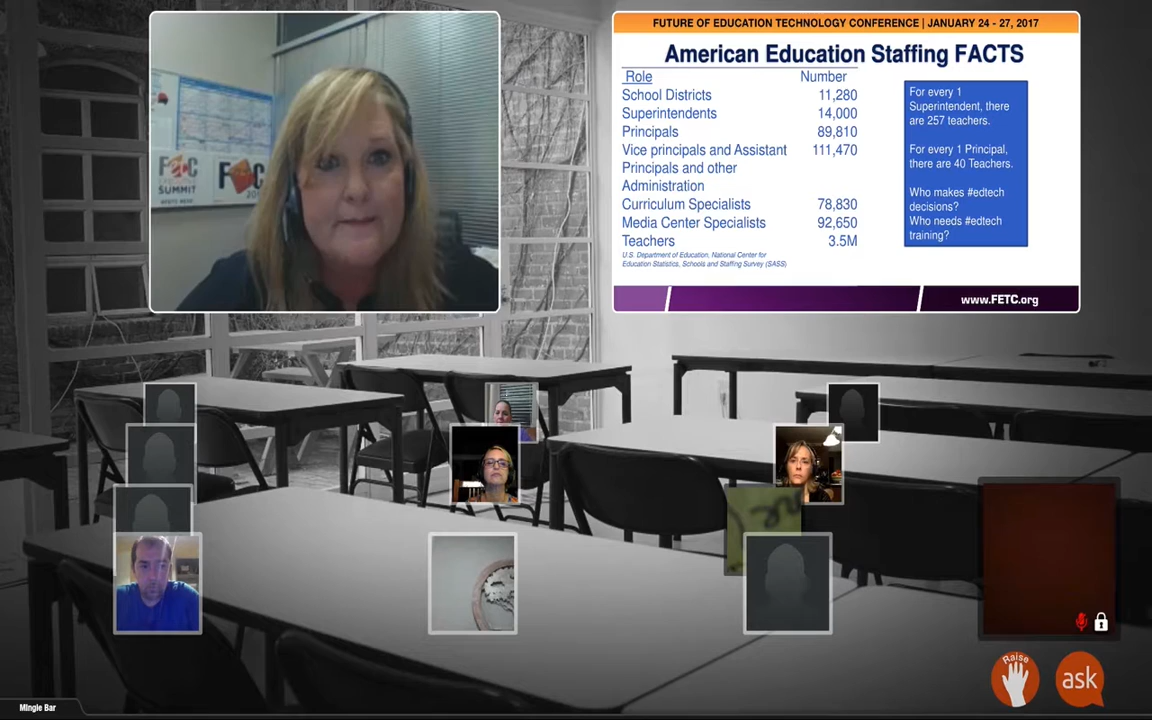 FUTURE OF EDUCATION TECHNOLOGY CONFERENCE | JANUARY 24 - 27, 2017
American Education Staffing FACTS
Role Number
School Districts 11,280
Superintendents 14,000
Principals 89,810
Vice principals and Assistant 111,470
Principals and other
Administration
Curriculum Specialists 78,830
Media Center Specialists 92,650
Teachers 3.5M
U.S. Department of Education, National Center for
Education Statistics, Schools and Staffing Survey (SASS)
For every 1
Superintendent, there
are 257 teachers.
For every 1 Principal,
there are 40 Teachers.
Who makes #edtech
decisions?
Who needs #edtech
training?
www.FETC.org
FETC
SUMMIT
Raise
ask
Mingle Bar